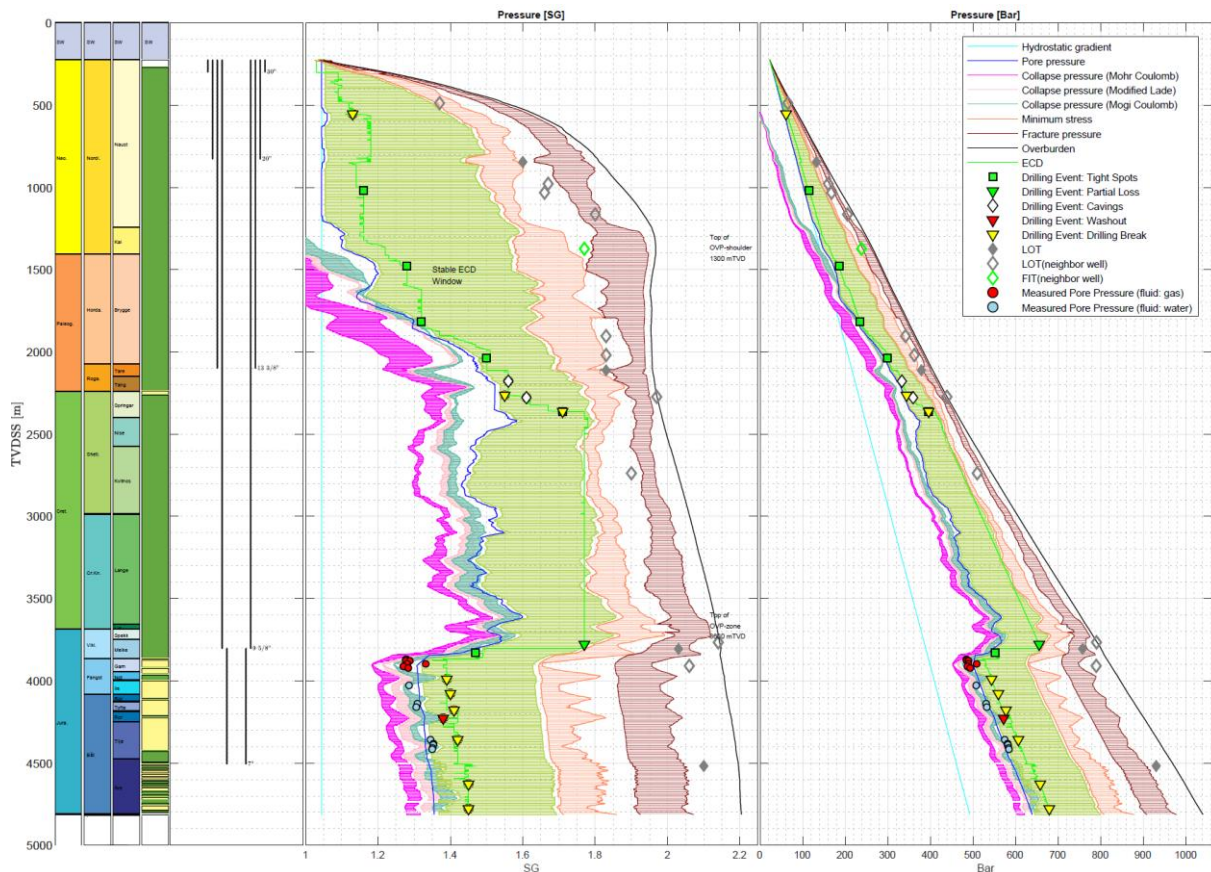 Pressure [SG]
Pressure [Bar]
SW
SW
SW
SW
Neo.
Nord.
Naust
Kai
Paleog.
Horda.
Brygge
Roga.
Tare
Tang
Cret.
Shetl.
Springar
Nise
Kvitnos
Cr.Kn.
Lange
Vik.
Spekk
Melke
Fangst
Garn
Jura.
Båt
Tofte
Tilje
Åre
0
500
1000
1500
2000
2500
3000
3500
4000
4500
5000
TVDSS [m]
30"
20"
13 3/8"
9 5/8"
7"
Stable ECD
Window
Top of
OVP-shoulder
1300 mTVD
Top of
OVP-zone
1
1.2
1.4
1.6
1.8
2
2.2
SG
0
100
200
300
400
500
600
700
800
900
1000
Bar
Hydrostatic gradient
Pore pressure
Collapse pressure (Mohr Coulomb)
Collapse pressure (Modified Lade)
Collapse pressure (Mogi Coulomb)
Minimum stress
Fracture pressure
Overburden
ECD
Drilling Event: Tight Spots
Drilling Event: Partial Loss
Drilling Event: Cavings
Drilling Event: Washout
Drilling Event: Drilling Break
LOT
LOT(neighbor well)
FIT(neighbor well)
Measured Pore Pressure (fluid: gas)
Measured Pore Pressure (fluid: water)